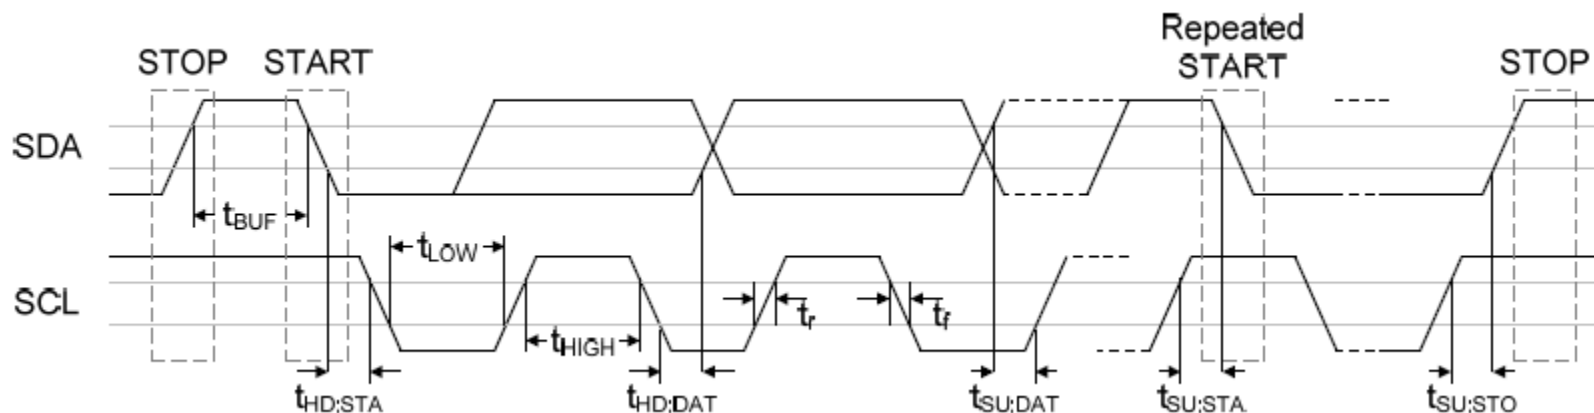 Repeated
STOP START START STOP
SDA
tBUF
tLOW
SCL
tr tf
tHIGH
tHD:STA tHD:DAT tSU:DAT tSU:STA tSU:STO